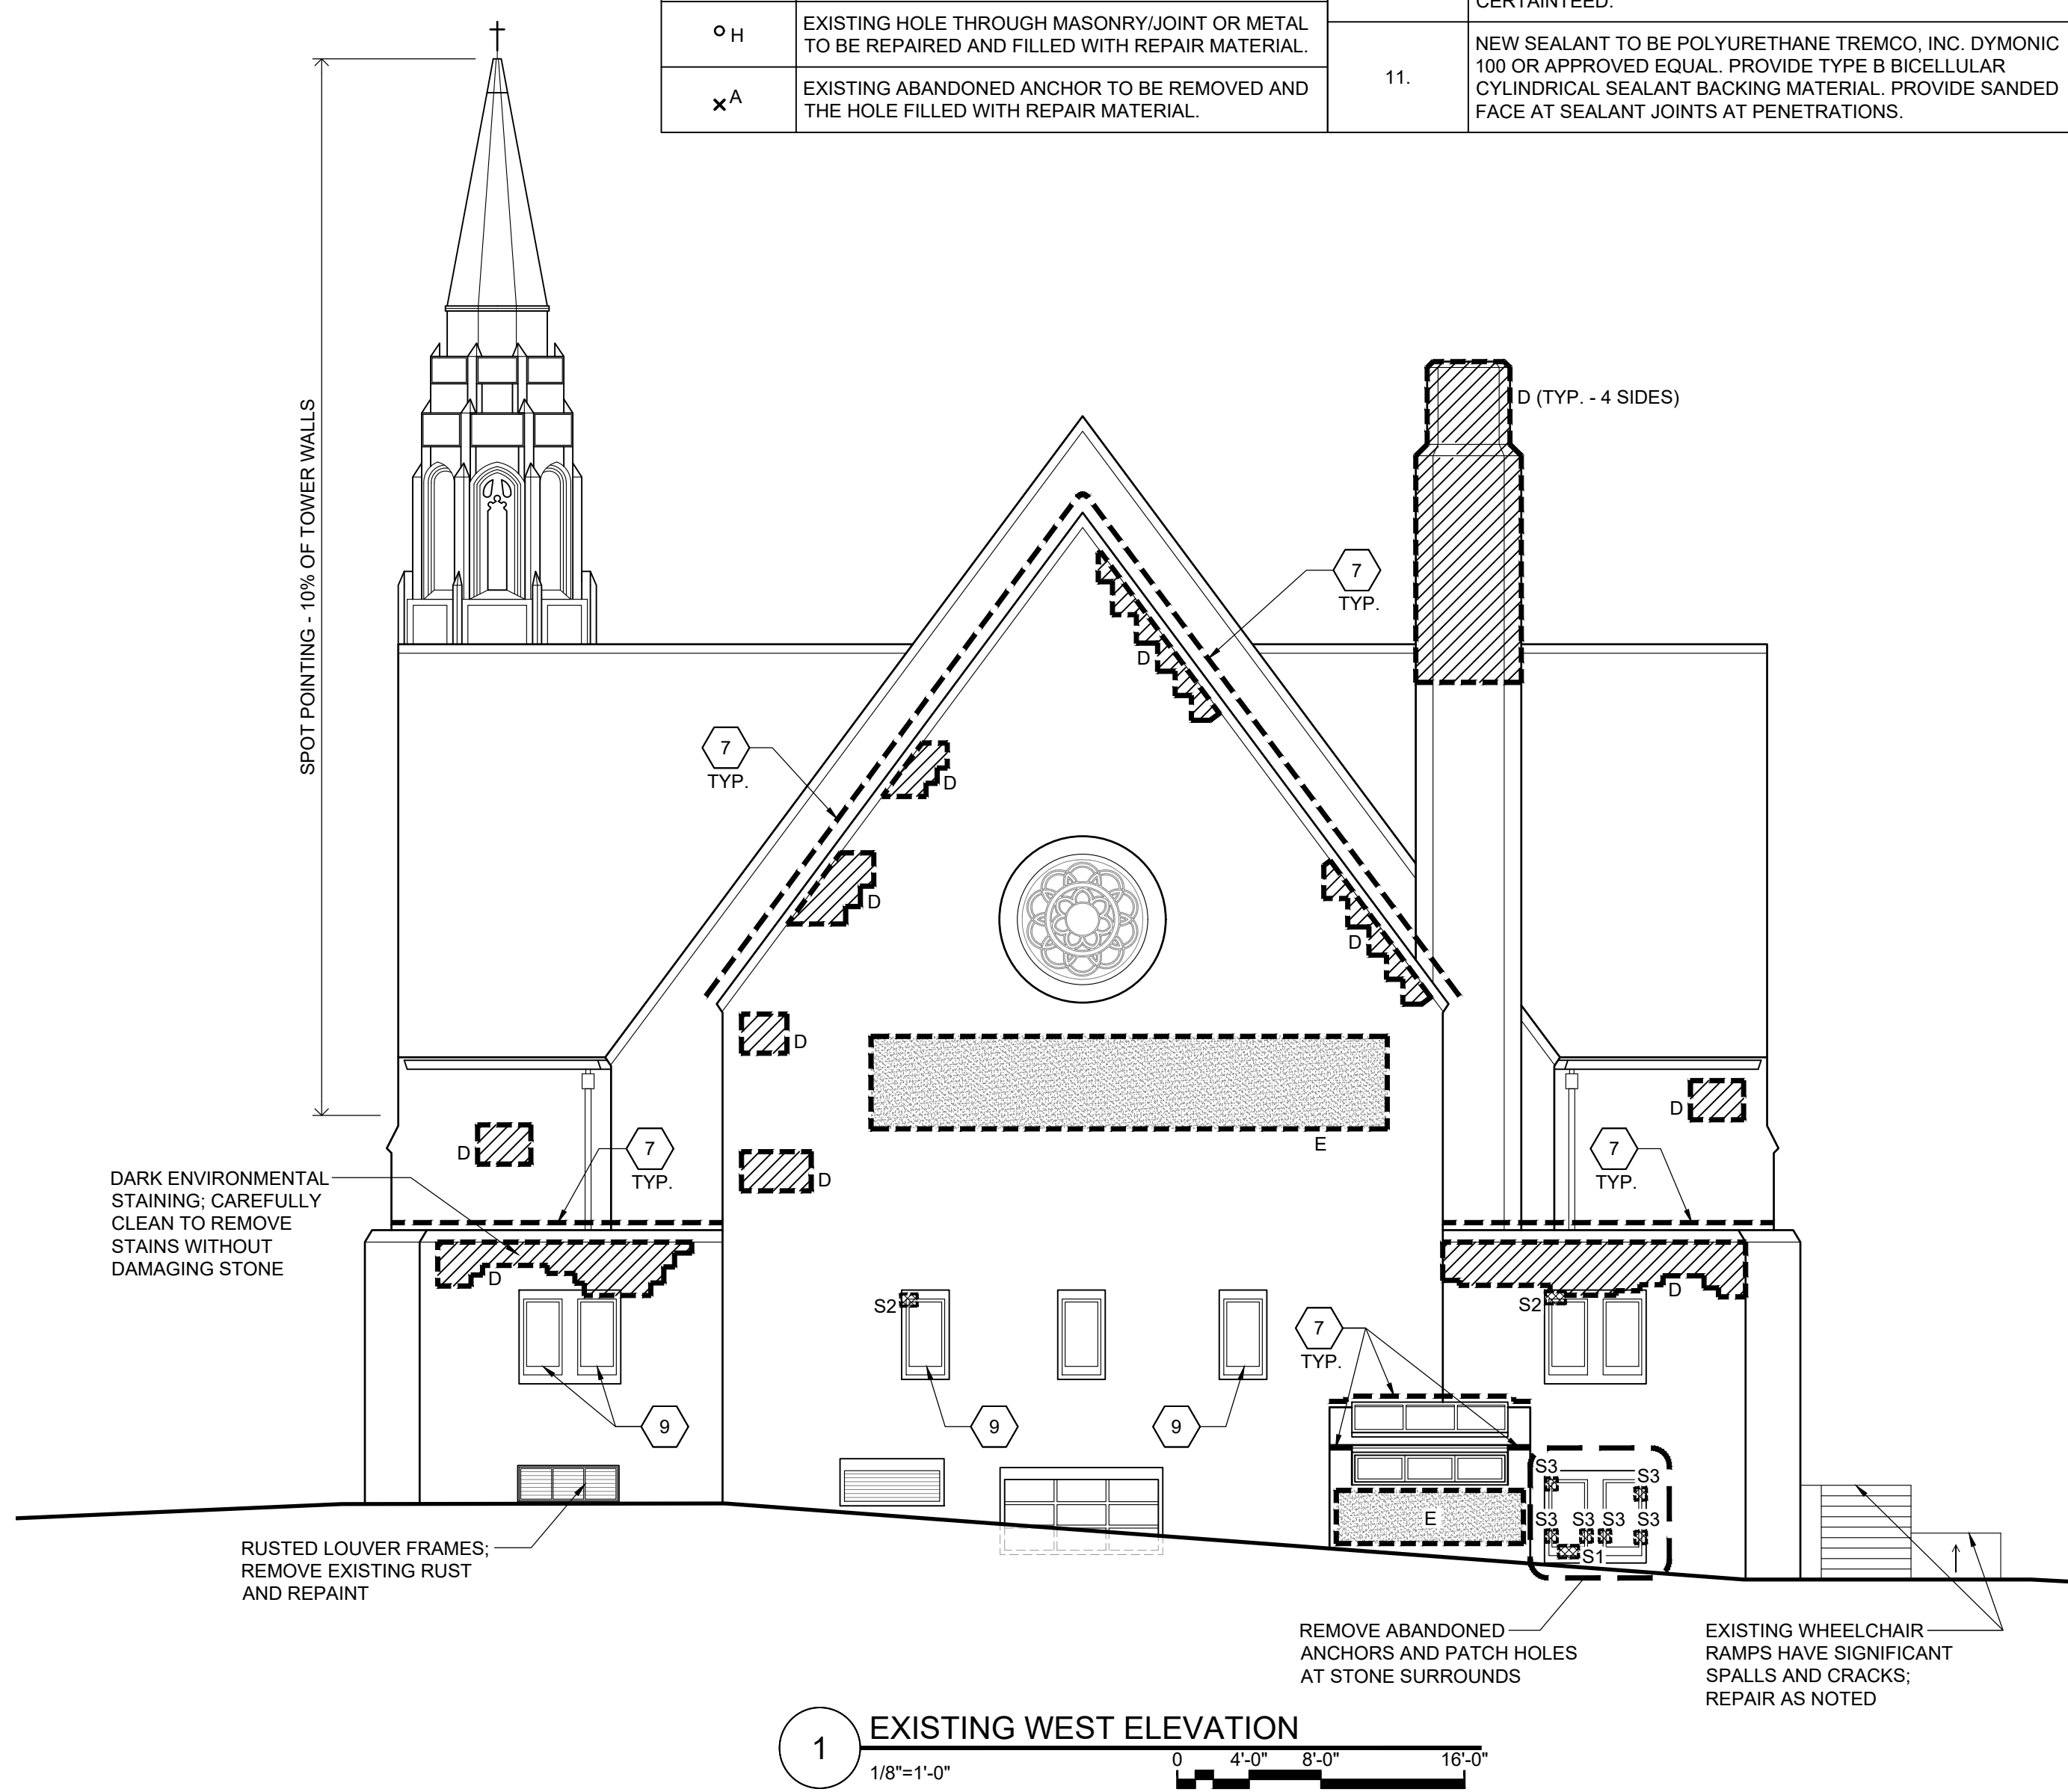 CERTAINTEED.
H
EXISTING HOLE THROUGH MASONRY/JOINT OR METAL
TO BE REPAIRED AND FILLED WITH REPAIR MATERIAL.
A
EXISTING ABANDONED ANCHOR TO BE REMOVED AND
THE HOLE FILLED WITH REPAIR MATERIAL.
11.
NEW SEALANT TO BE POLYURETHANE TREMCO, INC. DYMONIC
100 OR APPROVED EQUAL. PROVIDE TYPE B BICELLULAR
CYLINDRICAL SEALANT BACKING MATERIAL. PROVIDE SANDED
FACE AT SEALANT JOINTS AT PENETRATIONS.
SPOT POINTING - 10% OF TOWER WALLS
D (TYP. - 4 SIDES)
7
TYP.
D
7
TYP.
D
D
D
D
E
D
D
D
7
TYP.
7
TYP.
D
DARK ENVIRONMENTAL
STAINING; CAREFULLY
CLEAN TO REMOVE
STAINS WITHOUT
DAMAGING STONE
D
D
S2
S2
7
TYP.
9
9
9
S3
S3
E
S3
S3
S3
S3
S1
RUSTED LOUVER FRAMES;
REMOVE EXISTING RUST
AND REPAINT
REMOVE ABANDONED
ANCHORS AND PATCH HOLES
AT STONE SURROUNDS
EXISTING WHEELCHAIR
RAMPS HAVE SIGNIFICANT
SPALLS AND CRACKS;
REPAIR AS NOTED
1
EXISTING WEST ELEVATION
1/8"=1'-0"
0
4'-0"
8'-0"
16'-0"